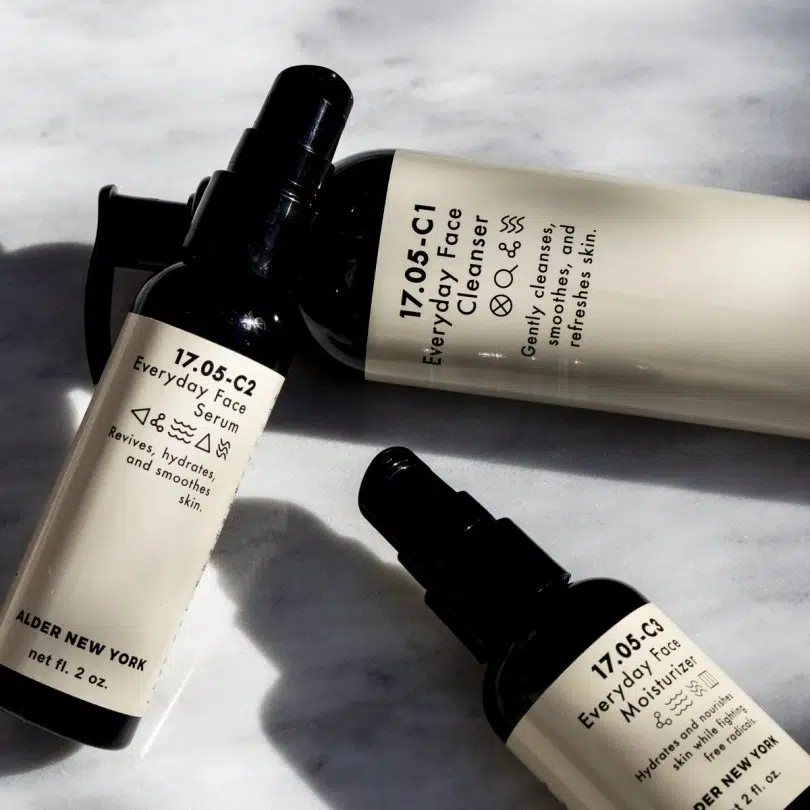 17.05-C1
Everyday Face
Cleanser
Gently cleanses,
smoothes, and
refreshes skin.
17.05-C2
Everyday Face
Serum
Revives, hydrates,
and smoothes
skin.
ALDER NEW YORK
net fl. 2 oz.
17.05-C3
Everyday Face
Moisturizer
Hydrates and nourishes
skin while fighting
free radicals.
DER NEW YORK
2 fl. oz.